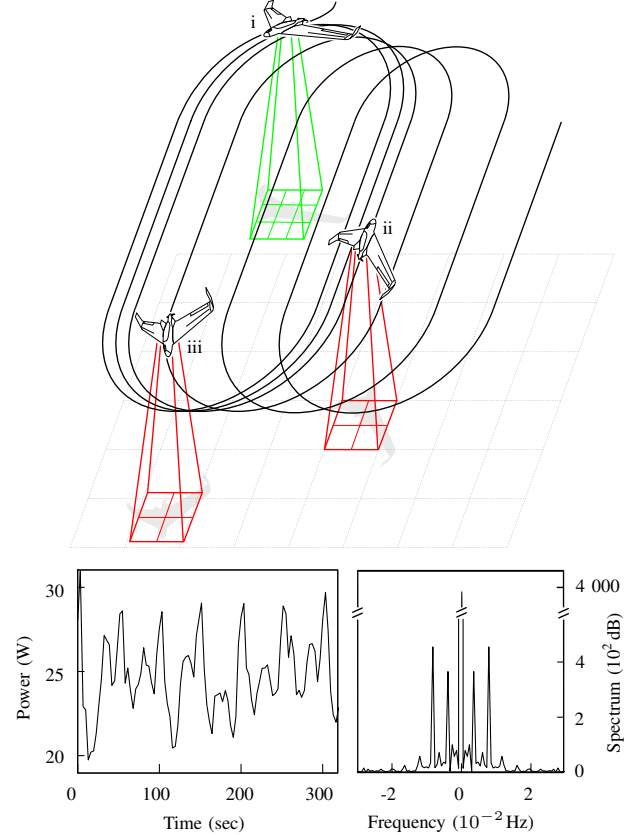 i
ii
iii
30
25
20
Power (W)
0
100
200
300
Time (sec)
4 000
4
2
0
Spectrum (10² dB)
-2
0
2
Frequency (10⁻² Hz)